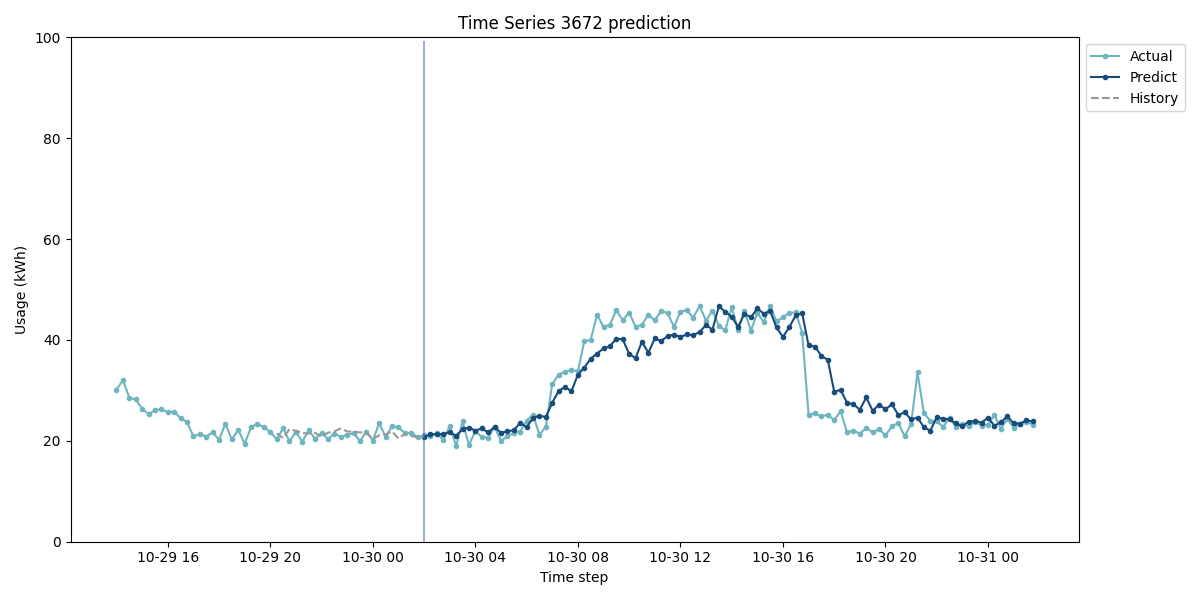 Time Series 3672 prediction
Actual
Predict
History
Usage (kWh)
100
80
60
40
20
0
10-29 16
10-29 20
10-30 00
10-30 04
10-30 08
10-30 12
10-30 16
10-30 20
10-31 00
Time step